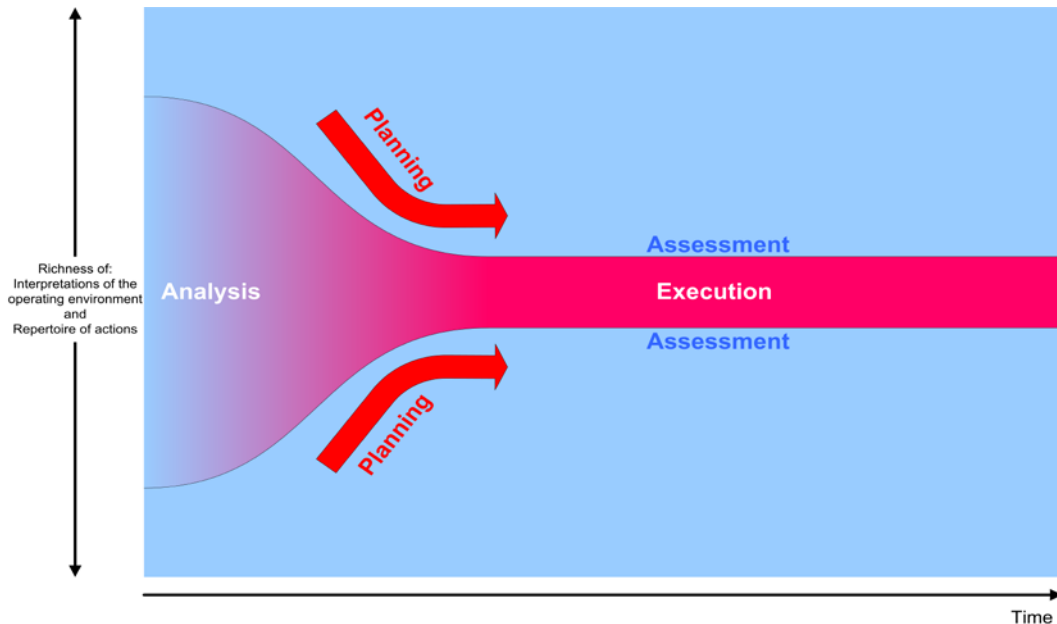 Planning
Assessment
Richness of:
Interpretations of the
operating environment
and
Repertoire of actions
Analysis
Execution
Assessment
Planning
Time